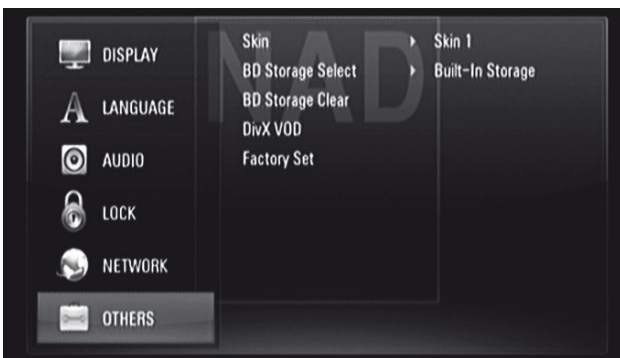 NAD
DISPLAY
LANGUAGE
AUDIO
LOCK
NETWORK
OTHERS
Skin
BD Storage Select
BD Storage Clear
DivX VOD
Factory Set
Skin 1
Built-In Storage